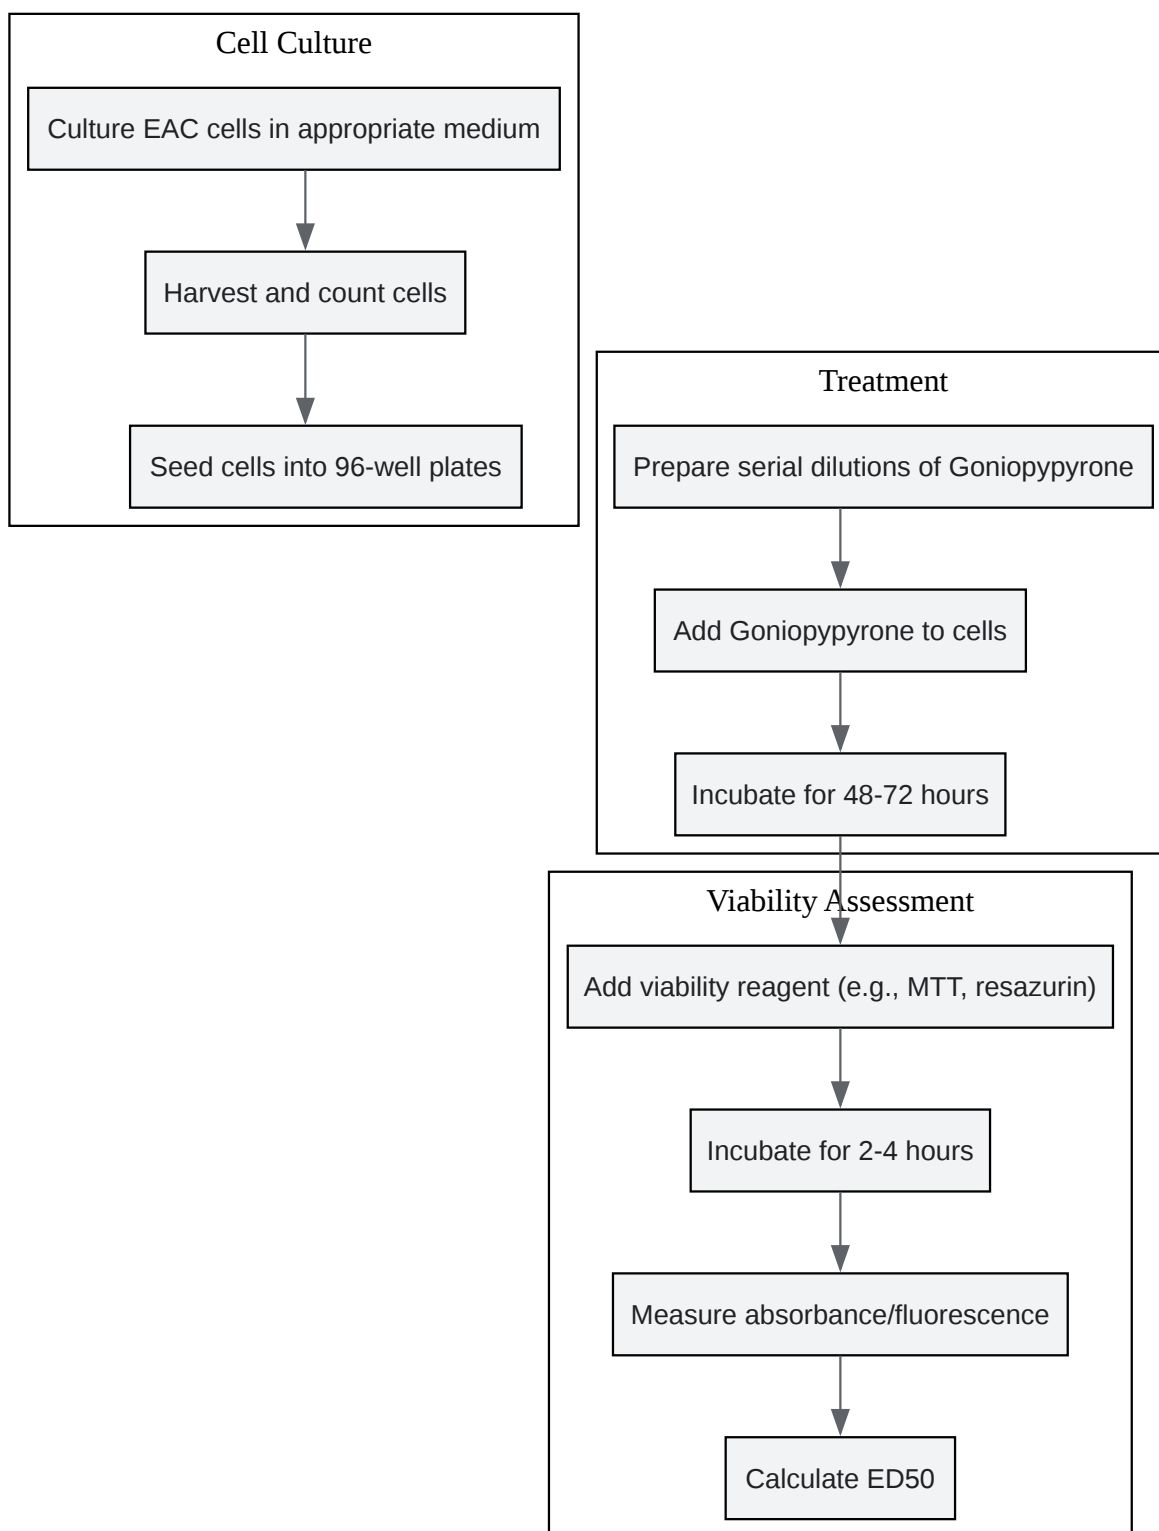 Cell Culture
Culture EAC cells in appropriate medium
Harvest and count cells
Seed cells into 96-well plates
Treatment
Prepare serial dilutions of Goniopypyrone
Add Goniopypyrone to cells
Incubate for 48-72 hours
Viability Assessment
Add viability reagent (e.g., MTT, resazurin)
Incubate for 2-4 hours
Measure absorbance/fluorescence
Calculate ED50